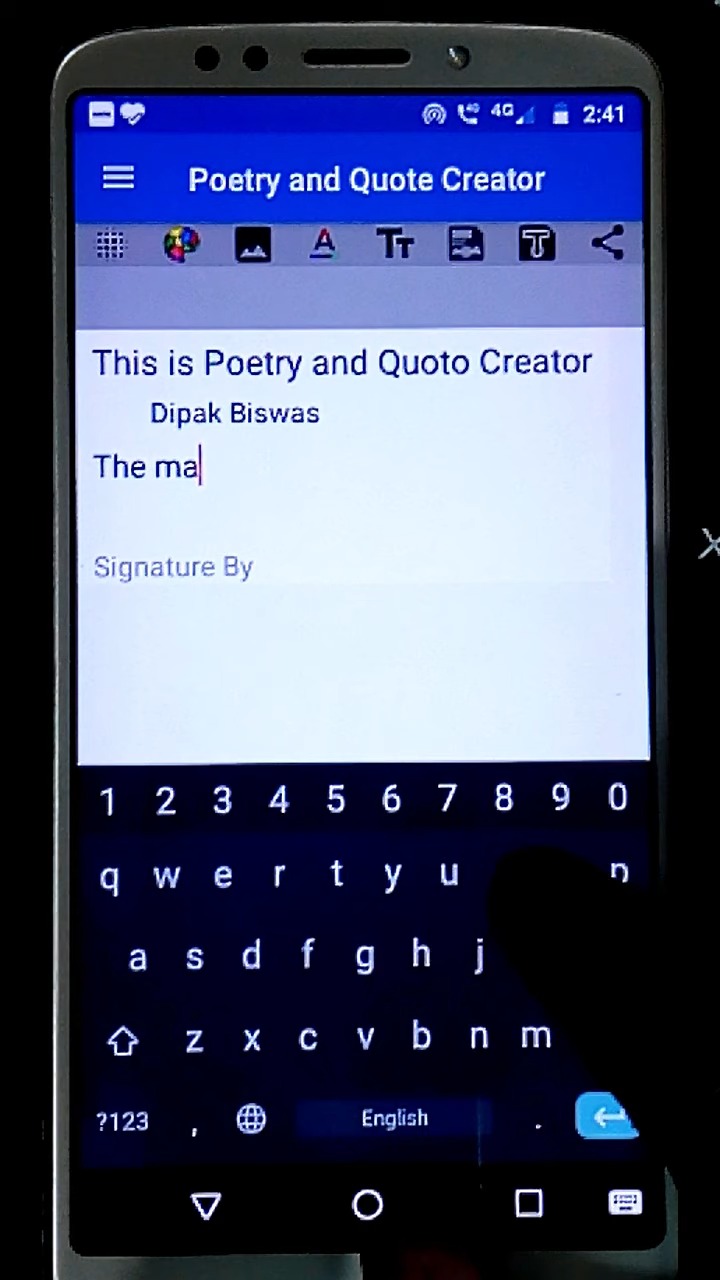 4G 2:41
Poetry and Quote Creator
This is Poetry and Quoto Creator
Dipak Biswas
The ma
Signature By
1 2 3 4 5 6 7 8 9 0
q w e r t y u p
a s d f g h j
z x c v b n m
?123 , English .